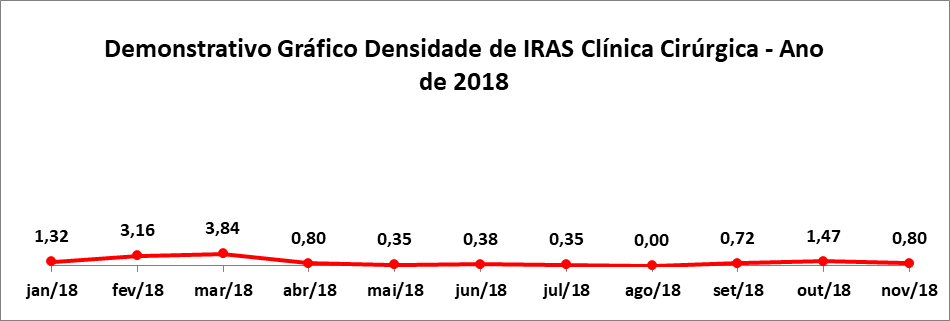 Demonstrativo Gráfico Densidade de IRAS Clínica Cirúrgica - Ano
de 2018
1,32 3,16 3,84 0,80 0,35 0,38 0,35 0,00 0,72 1,47 0,80
jan/18 fev/18 mar/18 abr/18 mai/18 jun/18 jul/18 ago/18 set/18 out/18 nov/18